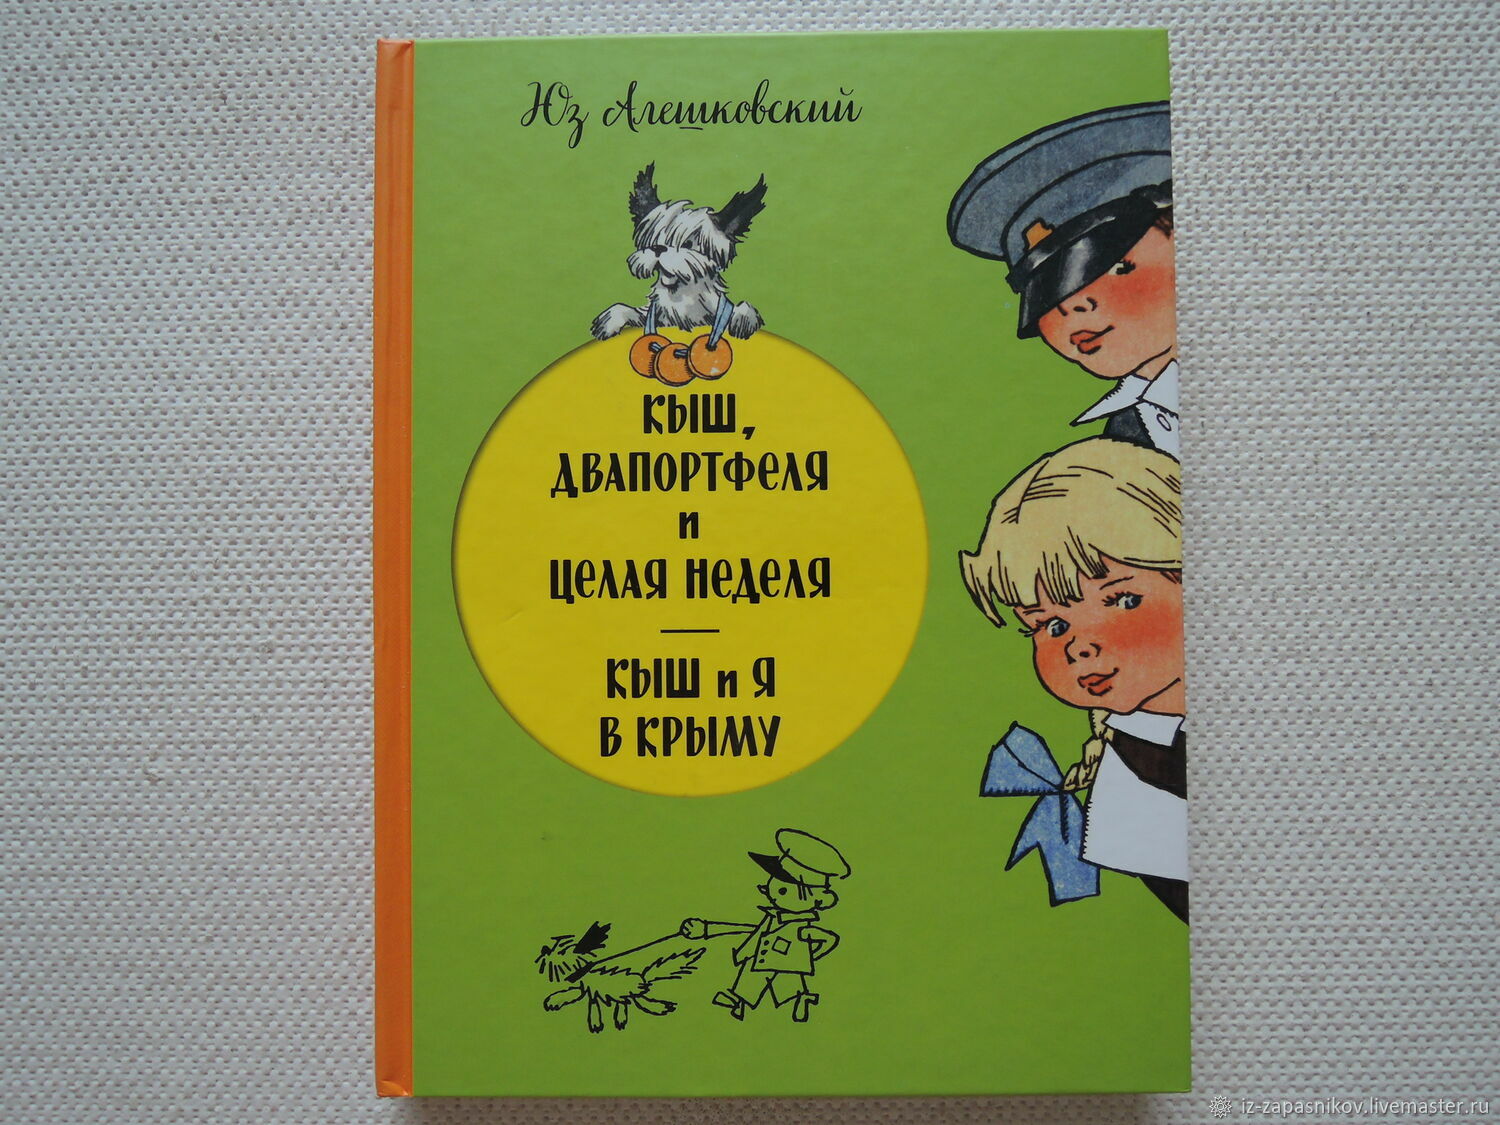 Юз Алешковский
КЫШ,
ДВАПОРТФЕЛЯ
и
ЦЕЛАЯ НЕДЕЛЯ
КЫШ и Я
В КРЫМУ
iz-zapasnikov.livemaster.ru